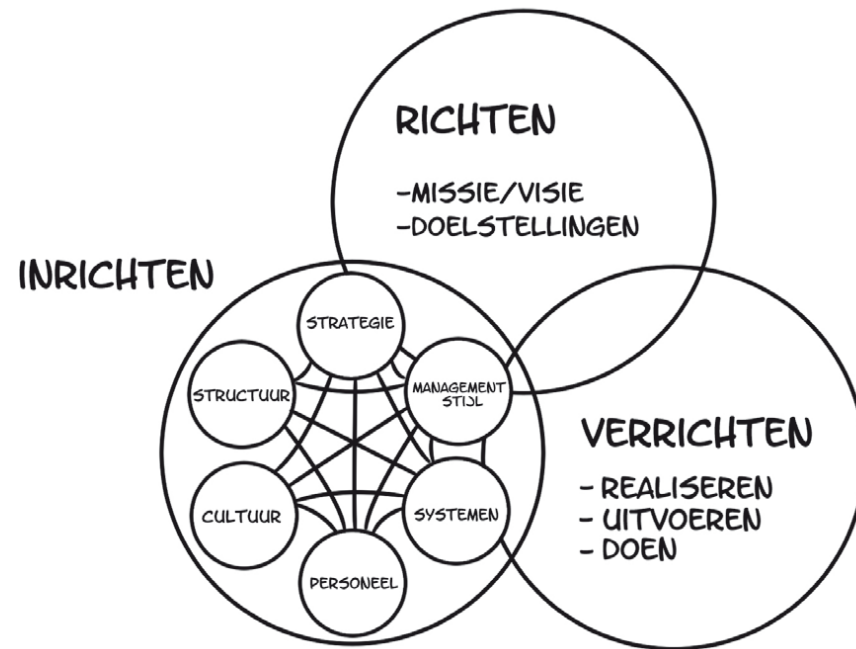 RICHTEN
-MISSIE/VISIE
-DOELSTELLINGEN
INRICHTEN
STRATEGIE
STRUCTUUR
MANAGEMENT
STIJL
CULTUUR
SYSTEMEN
PERSONEEL
VERRICHTEN
- REALISEREN
- UITVOEREN
- DOEN